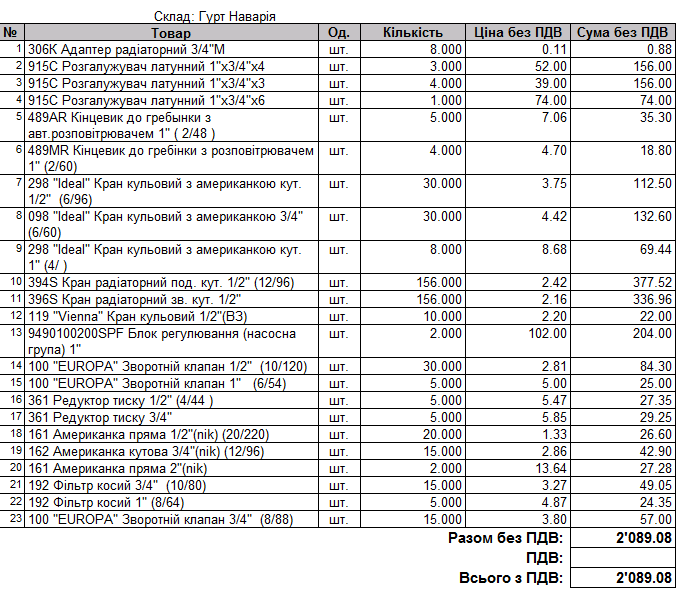 Склад: Гурт Наварія
№ Товар Од. Кількість Ціна без ПДВ Сума без ПДВ
1 306К Адаптер радіаторний 3/4"М шт. 8.000 0.11 0.88
2 915С Розгалужувач латунний 1"х3/4"х4 шт. 3.000 52.00 156.00
3 915С Розгалужувач латунний 1"х3/4"х3 шт. 4.000 39.00 156.00
4 915С Розгалужувач латунний 1"х3/4"х6 шт. 1.000 74.00 74.00
5 489AR Кінцевик до гребынки з шт. 5.000 7.06 35.30
авт.розповітрювачем 1" ( 2/48 )
6 489MR Кінцевик до гребінки з розповітрювачем шт. 4.000 4.70 18.80
1" (2/60)
7 298 "Ideal" Кран кульовий з американкою кут. шт. 30.000 3.75 112.50
1/2" (6/96)
8 098 "Ideal" Кран кульовий з американкою 3/4" шт. 30.000 4.42 132.60
(6/60)
9 298 "Ideal" Кран кульовий з американкою кут. шт. 8.000 8.68 69.44
1" (4/ )
10 394S Кран радіаторний под. кут. 1/2" (12/96) шт. 156.000 2.42 377.52
11 396S Кран радіаторний зв. кут. 1/2" шт. 156.000 2.16 336.96
12 119 "Vienna" Кран кульовий 1/2"(ВЗ) шт. 10.000 2.20 22.00
13 9490100200SPF Блок регулювання (насосна шт. 2.000 102.00 204.00
група) 1"
14 100 "EUROPA" Зворотній клапан 1/2" (10/120) шт. 30.000 2.81 84.30
15 100 "EUROPA" Зворотній клапан 1" (6/54) шт. 5.000 5.00 25.00
16 361 Редуктор тиску 1/2" (4/44 ) шт. 5.000 5.47 27.35
17 361 Редуктор тиску 3/4" шт. 5.000 5.85 29.25
18 161 Американка пряма 1/2"(nik) (20/220) шт. 20.000 1.33 26.60
19 162 Американка кутова 3/4"(nik) (12/96) шт. 15.000 2.86 42.90
20 161 Американка пряма 2"(nik) шт. 2.000 13.64 27.28
21 192 Фільтр косий 3/4" (10/80) шт. 15.000 3.27 49.05
22 192 Фільтр косий 1" (8/64) шт. 5.000 4.87 24.35
23 100 "EUROPA" Зворотній клапан 3/4" (8/88) шт. 15.000 3.80 57.00
Разом без ПДВ: 2'089.08
ПДВ:
Всього з ПДВ: 2'089.08